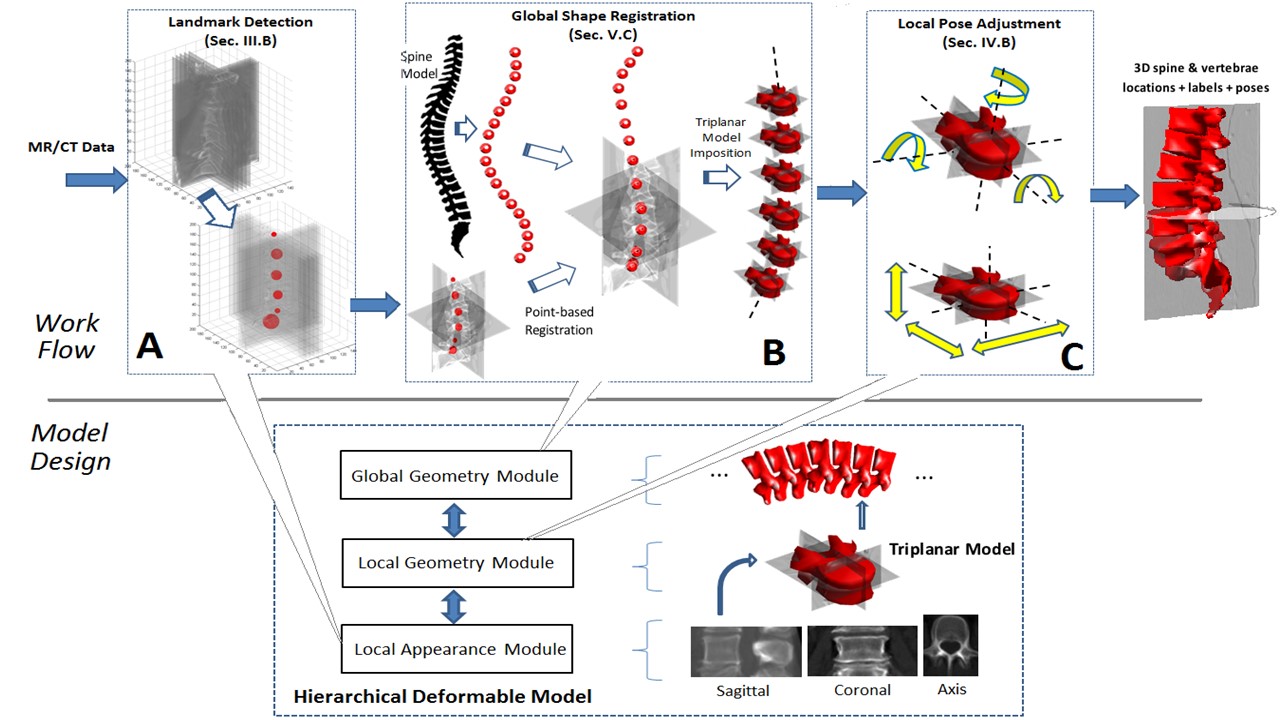 Landmark Detection
(Sec. III.B)
MR/CT Data
A
Global Shape Registration
(Sec. V.C)
Spine
Model
Point-based
Registration
Triplanar
Model
Imposition
B
Local Pose Adjustment
(Sec. IV.B)
C
3D spine & vertebrae
locations + labels + poses
Work
Flow
Model
Design
Global Geometry Module
Local Geometry Module
Local Appearance Module
Hierarchical Deformable Model
... ...
Triplanar Model
Sagittal
Coronal
Axis